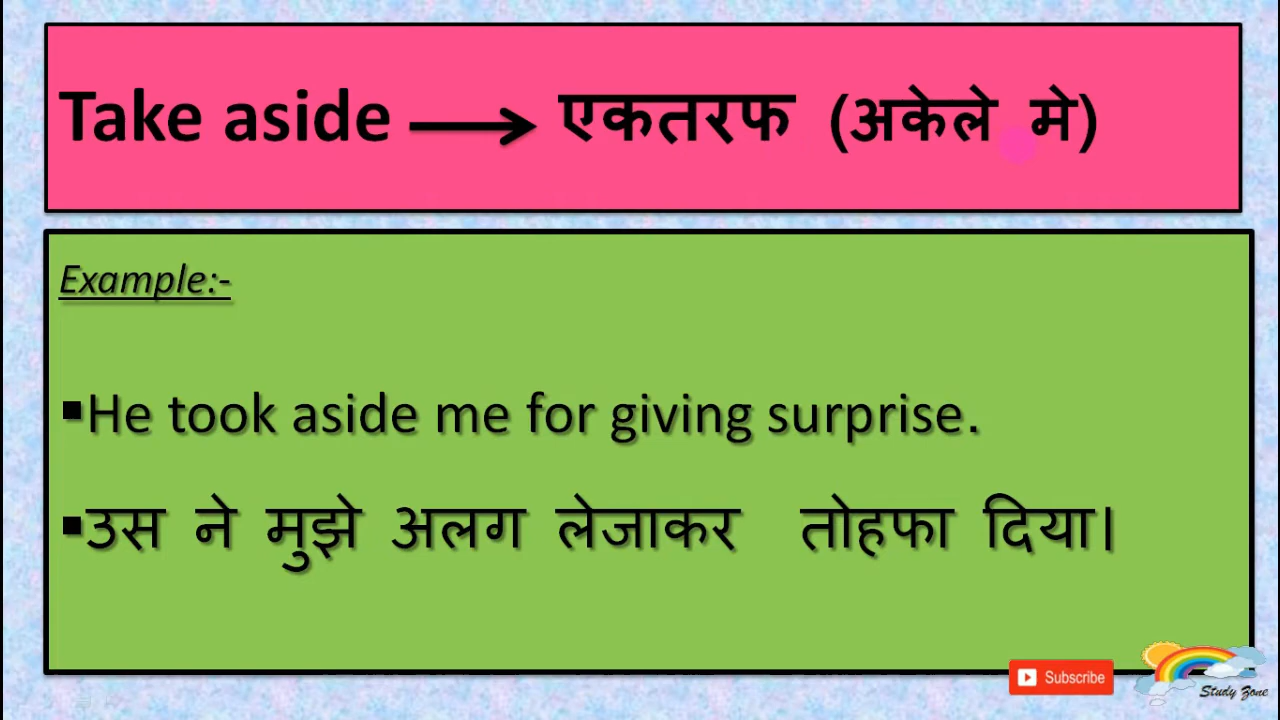 Take aside → एकतरफ (अकेले मे)
Example:-
▪He took aside me for giving surprise.
▪उस ने मुझे अलग लेजाकर तोहफा दिया।
Subscribe
Study Zone